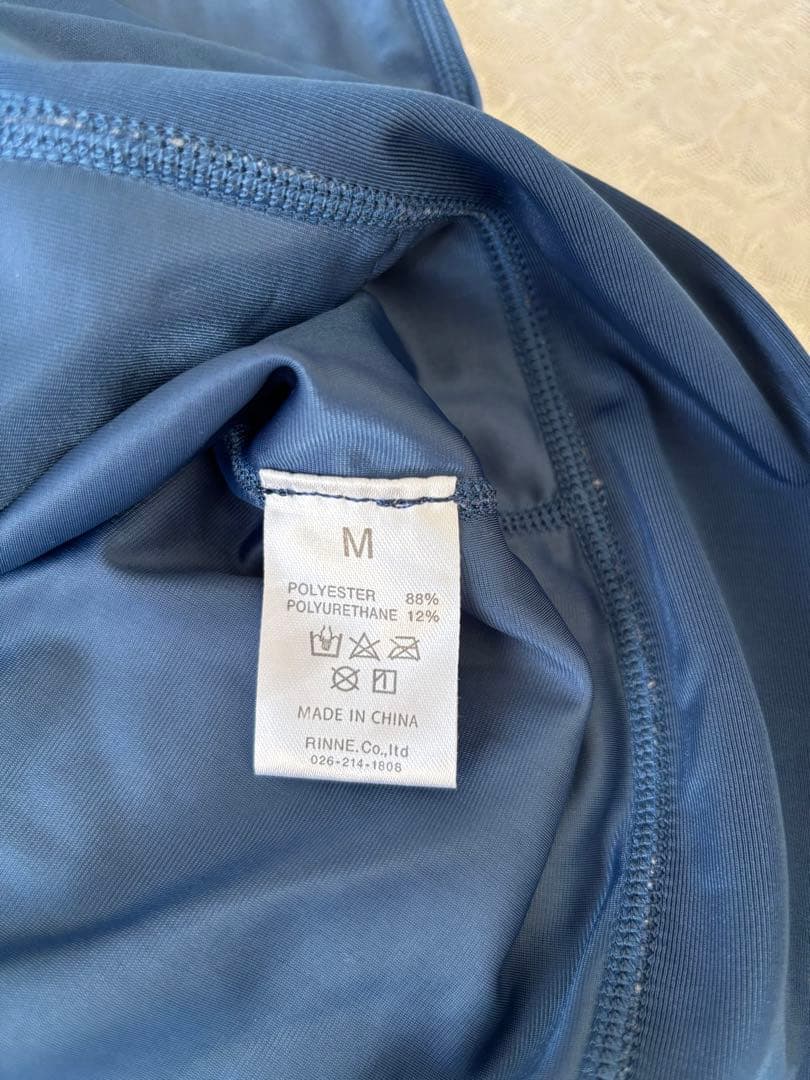 M
POLYESTER 88%
POLYURETHANE 12%
MADE IN CHINA
RINNE.Co.,ltd
026-214-1808